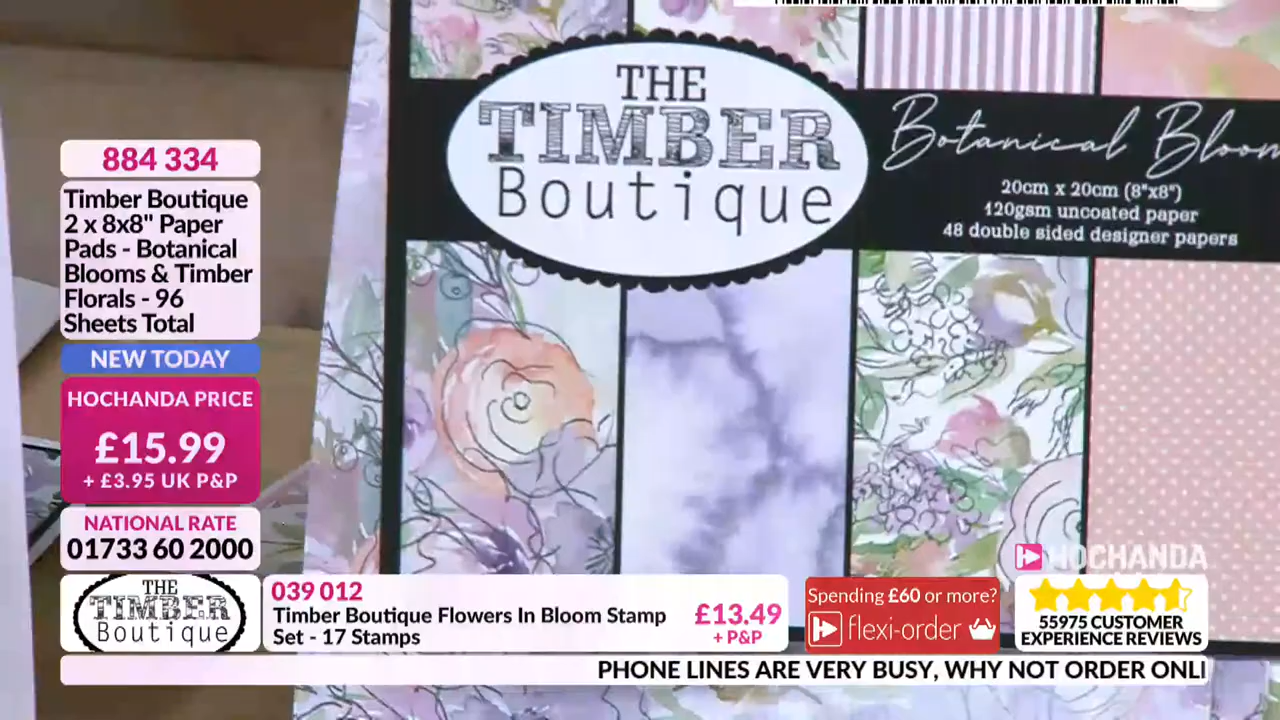 THE
TIMBER
Boutique
Botanical Bloom
20cm x 20cm (8"x8")
120gsm uncoated paper
48 double sided designer papers
884 334
Timber Boutique
2 x 8x8" Paper
Pads - Botanical
Blooms & Timber
Florals - 96
Sheets Total
NEW TODAY
HOCHANDA PRICE
£15.99
+ £3.95 UK P&P
NATIONAL RATE
01733 60 2000
HOCHANDA
THE
TIMBER
Boutique
039 012
Timber Boutique Flowers In Bloom Stamp
Set - 17 Stamps
£13.49
+ P&P
Spending £60 or more?
flexi-order
55975 CUSTOMER
EXPERIENCE REVIEWS
PHONE LINES ARE VERY BUSY, WHY NOT ORDER ONLI